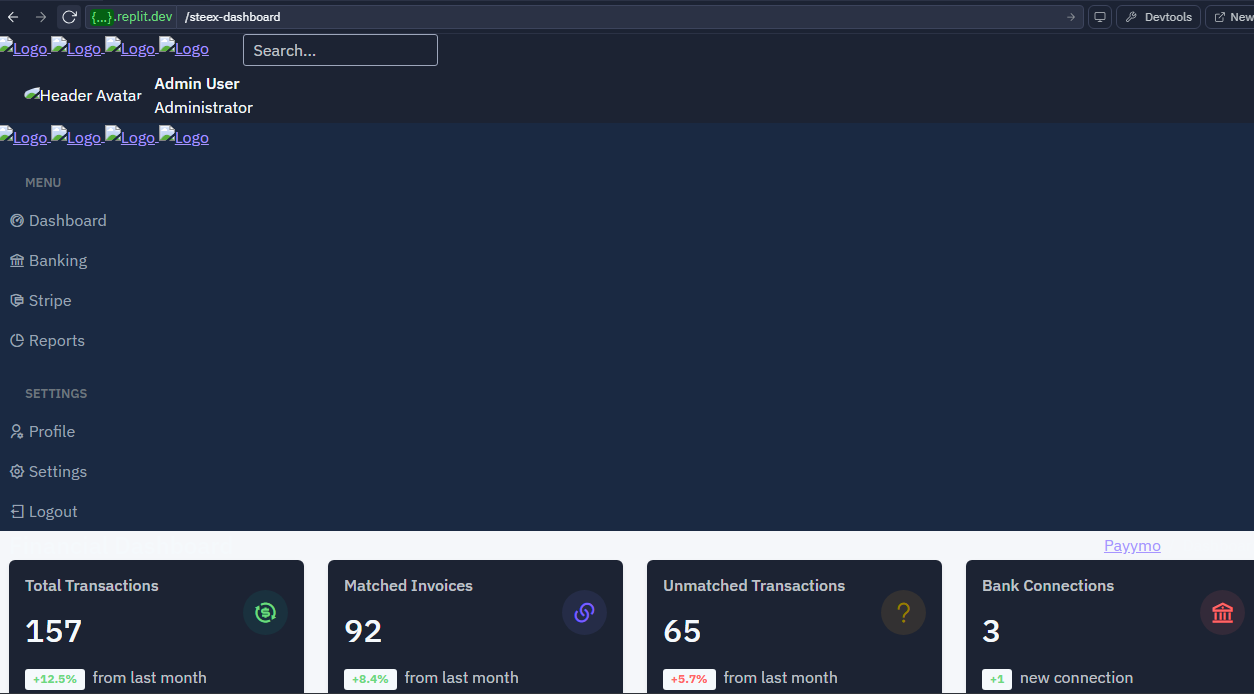 {...}.replit.dev /steex-dashboard Devtools New
Logo Logo Logo Logo Search...
Header Avatar
Admin User
Administrator
Logo Logo Logo Logo
MENU
Dashboard
Banking
Stripe
Reports
SETTINGS
Profile
Settings
Logout
Payymo
Total Transactions
157
+12.5% from last month
Matched Invoices
92
+8.4% from last month
Unmatched Transactions
65
+5.7% from last month
Bank Connections
3
+1 new connection